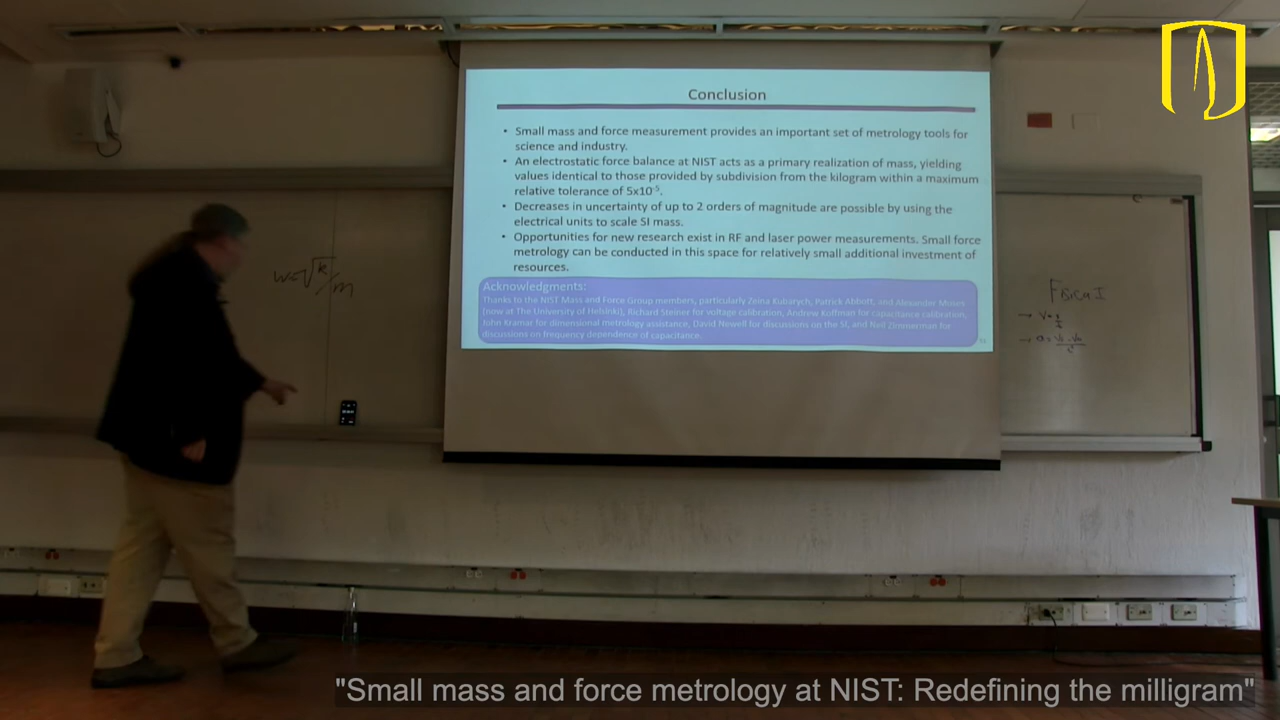 Conclusion
• Small mass and force measurement provides an important set of metrology tools for
science and industry.
• An electrostatic force balance at NIST acts as a primary realization of mass, yielding
values identical to those provided by subdivision from the kilogram within a maximum
relative tolerance of 5x10⁻⁵.
• Decreases in uncertainty of up to 2 orders of magnitude are possible by using the
electrical units to scale SI mass.
• Opportunities for new research exist in RF and laser power measurements. Small force
metrology can be conducted in this space for relatively small additional investment of
resources.
Acknowledgments:
Thanks to the NIST Mass and Force Group members, particularly Zeina Kubarych, Patrick Abbott, and Alexander
(now at The University of Helsinki), Richard Steiner for voltage calibration, Andrew Koffman for capacitance calibration,
John Kramar for dimensional metrology assistance, David Newell for discussions on the SI, and Neil Zimmerman for
discussions on frequency dependence of capacitance.
"Small mass and force metrology at NIST: Redefining the milligram"